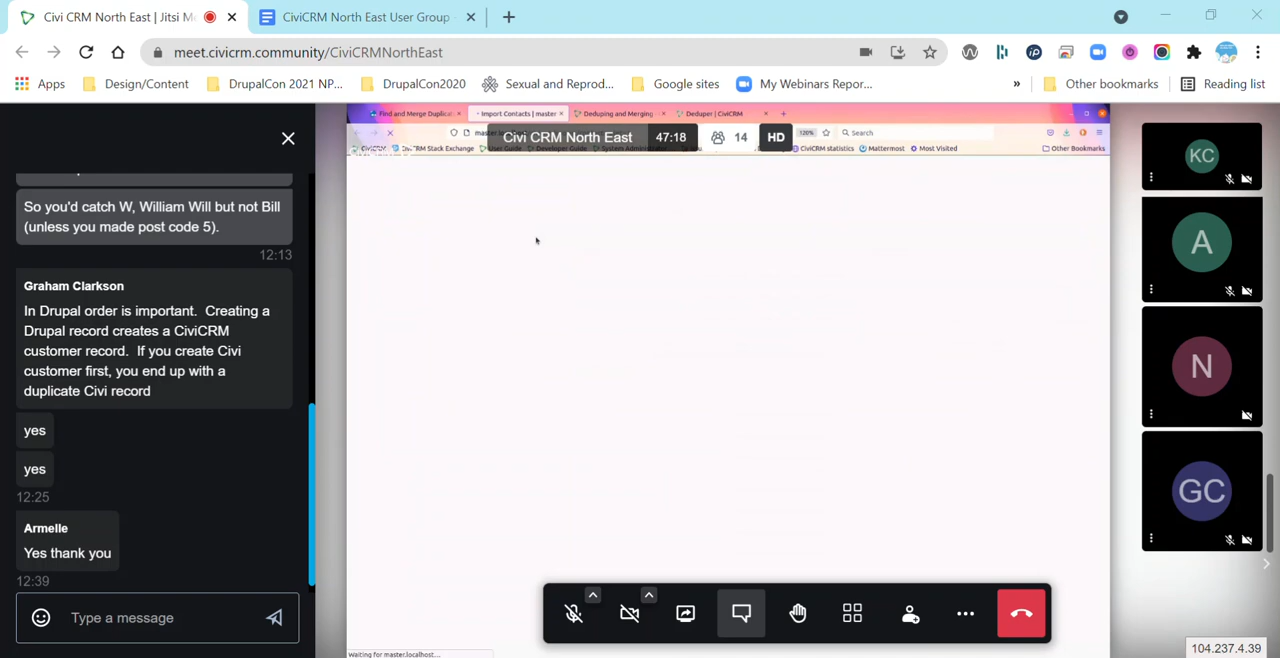 Civi CRM North East | Jitsi M
CiviCRM North East User Group
meet.civicrm.community/CiviCRMNorthEast
Apps
Design/Content
DrupalCon 2021 NP...
DrupalCon2020
Sexual and Reprod...
Google sites
My Webinars Repor...
»
Other bookmarks
Reading list
So you'd catch W, William Will but not Bill
(unless you made post code 5).
12:13
Graham Clarkson
In Drupal order is important. Creating a
Drupal record creates a CiviCRM
customer record. If you create Civi
customer first, you end up with a
duplicate Civi record
yes
yes
12:25
Armelle
Yes thank you
12:39
Type a message
Find and Merge Duplicat
Import Contacts | master
Deduping and Merging
Deduper | CiviCRM
Civi CRM North East
47:18
14
HD
120%
Search
CiviCRM
CiviCRM Stack Exchange
User Guide
Developer Guide
System Administrat
CiviCRM statistics
Mattermost
Most Visited
Other Bookmarks
Waiting for master.localhost...
KC
A
N
GC
104.237.4.39